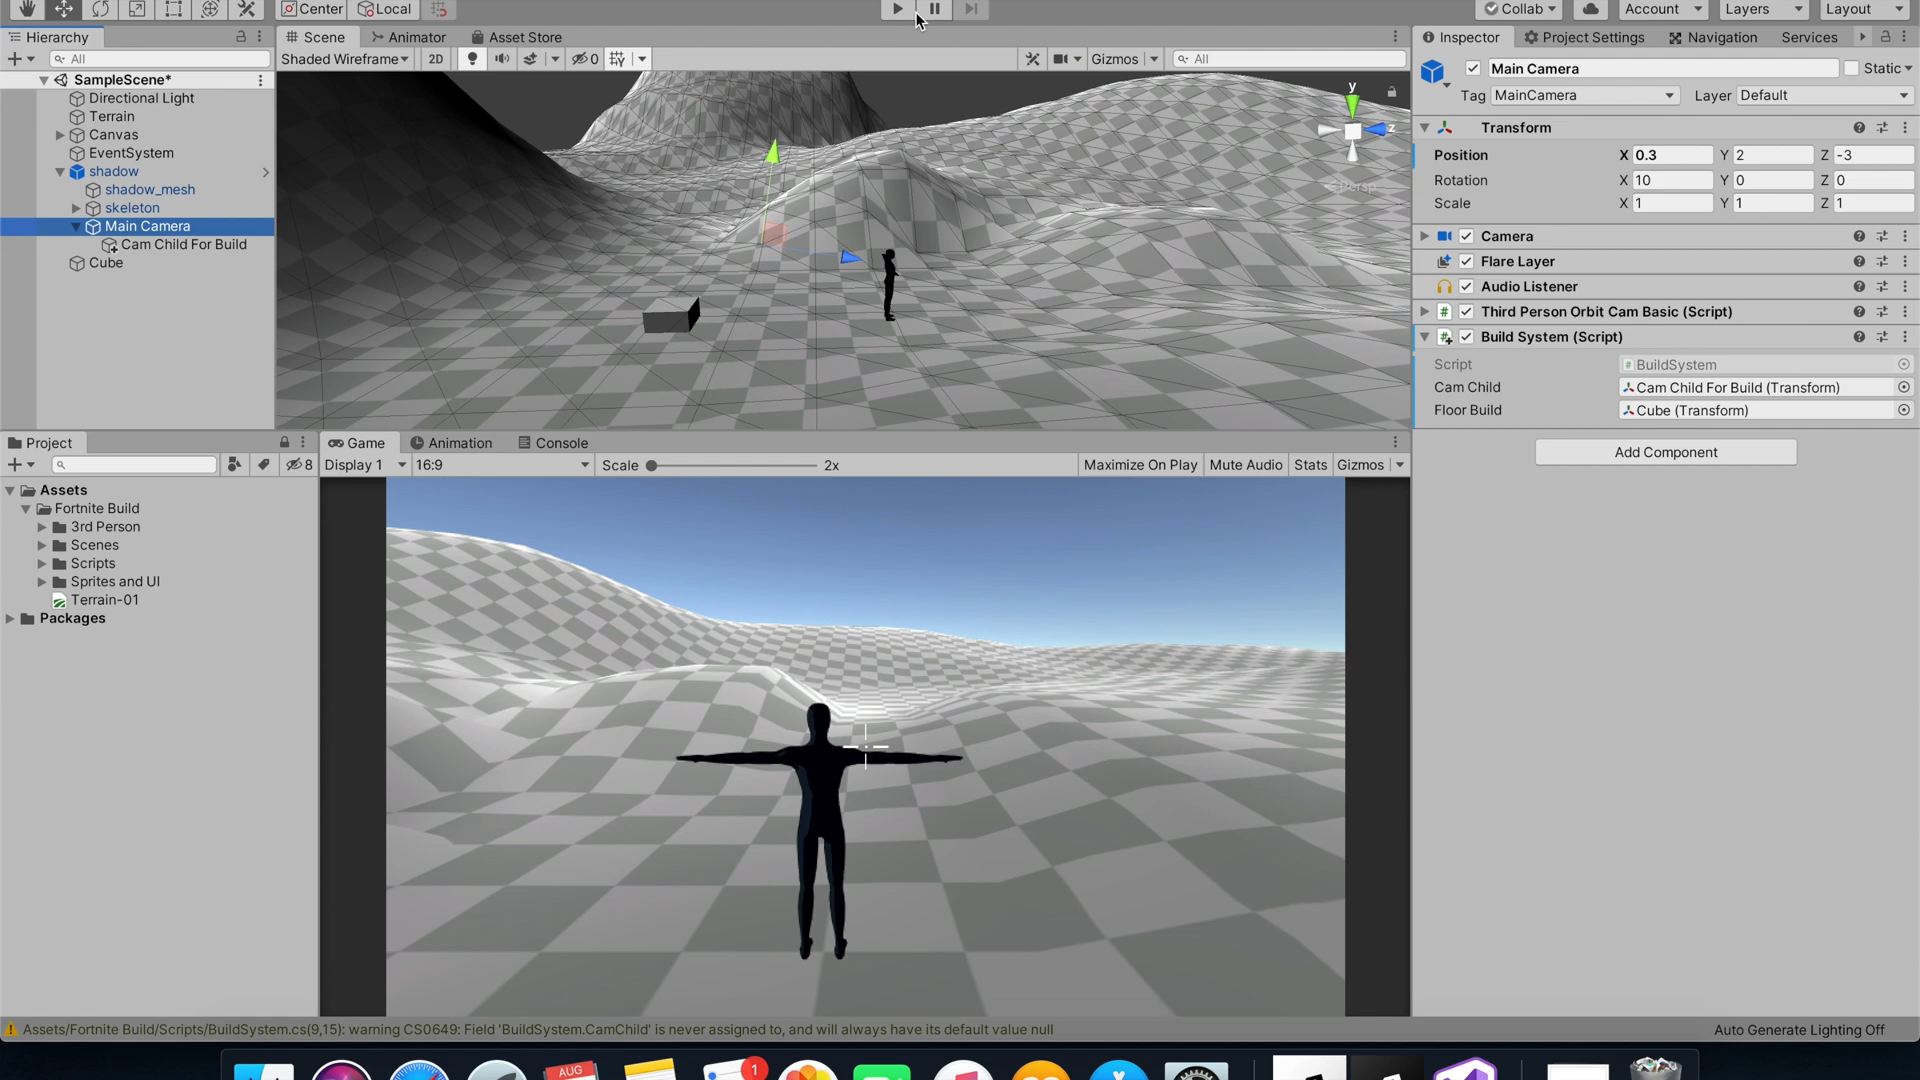 Center Local Collab Account Layers Layout
Hierarchy Scene Animator Asset Store Inspector Project Settings Navigation Services
All Shaded Wireframe 2D 0 Gizmos All Main Camera Static
SampleScene* Tag MainCamera Layer Default
Directional Light
Terrain
Canvas
EventSystem
shadow
shadow_mesh
skeleton
Main Camera
Cam Child For Build
Cube
y
z
Persp
Transform
Position X 0.3 Y 2 Z -3
Rotation X 10 Y 0 Z 0
Scale X 1 Y 1 Z 1
Camera
Flare Layer
Audio Listener
Third Person Orbit Cam Basic (Script)
Build System (Script)
Script BuildSystem
Cam Child Cam Child For Build (Transform)
Floor Build Cube (Transform)
Add Component
Project Game Animation Console
8 Display 1 16:9 Scale 2x Maximize On Play Mute Audio Stats Gizmos
Assets
Fortnite Build
3rd Person
Scenes
Scripts
Sprites and UI
Terrain-01
Packages
Assets/Fortnite Build/Scripts/BuildSystem.cs(9,15): warning CS0649: Field 'BuildSystem.CamChild' is never assigned to, and will always have its default value null Auto Generate Lighting Off
AUG 1